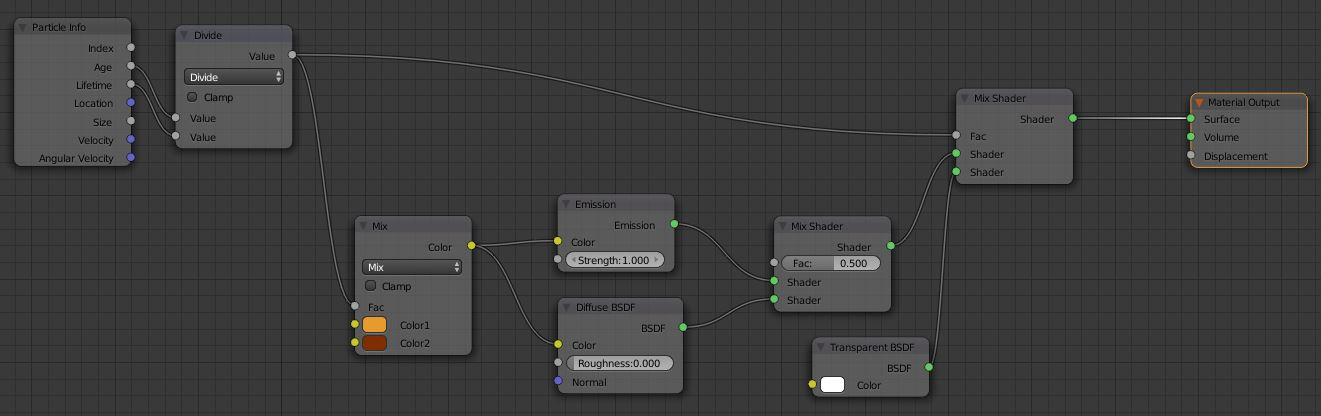 Particle Info
Index
Age
Lifetime
Location
Size
Velocity
Angular Velocity
Divide
Value
Divide
Clamp
Value
Value
Mix
Color
Mix
Clamp
Fac
Color1
Color2
Emission
Emission
Color
Strength:1.000
Diffuse BSDF
BSDF
Color
Roughness:0.000
Normal
Mix Shader
Shader
Fac: 0.500
Shader
Shader
Transparent BSDF
BSDF
Color
Mix Shader
Shader
Fac
Shader
Shader
Material Output
Surface
Volume
Displacement